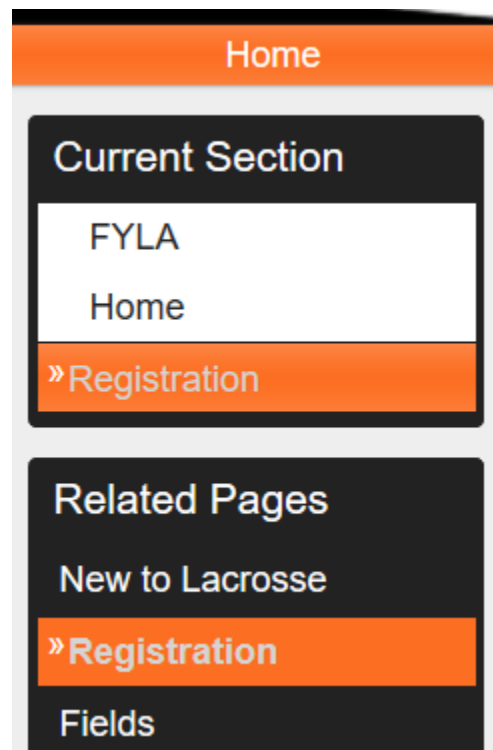 Home
Current Section
FYLA
Home
»Registration
Related Pages
New to Lacrosse
»Registration
Fields